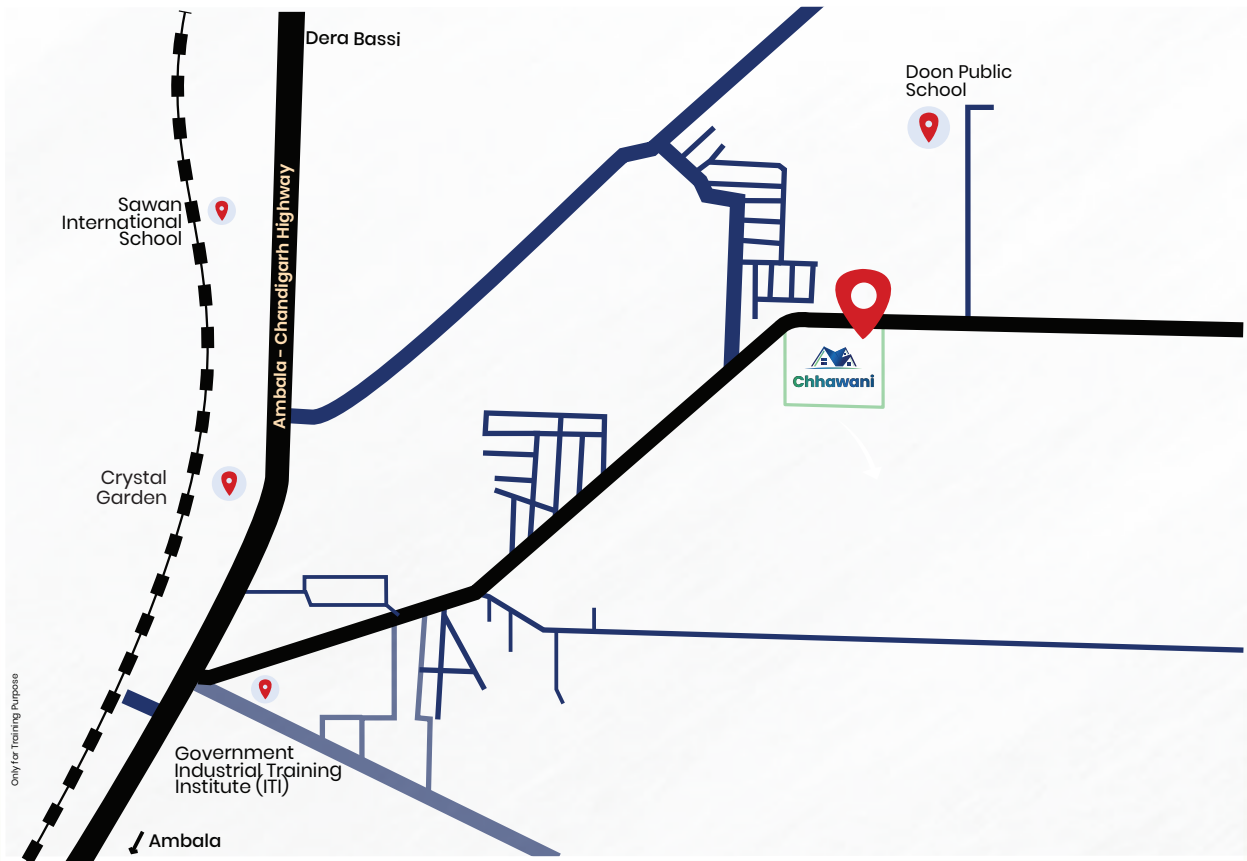 Dera Bassi
Doon Public
School
Ambala - Chandigarh Highway
Sawan
International
School
Chhawani
Crystal
Garden
Only for Training Purpose
Government
Industrial Training
Institute (ITI)
Ambala